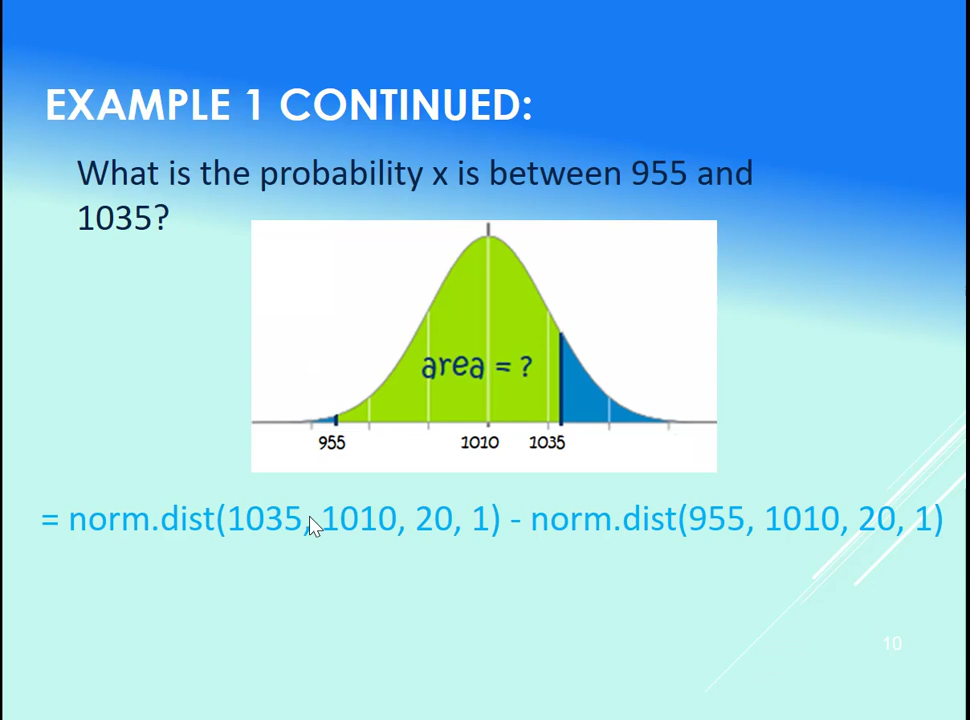 EXAMPLE 1 CONTINUED:
What is the probability x is between 955 and
1035?
area = ?
955 1010 1035
= norm.dist(1035, 1010, 20, 1) - norm.dist(955, 1010, 20, 1)
10